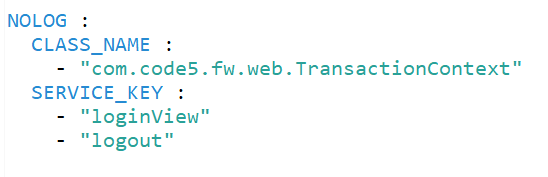 NOLOG :
  CLASS_NAME :
    - "com.code5.fw.web.TransactionContext"
  SERVICE_KEY :
    - "loginView"
    - "logout"